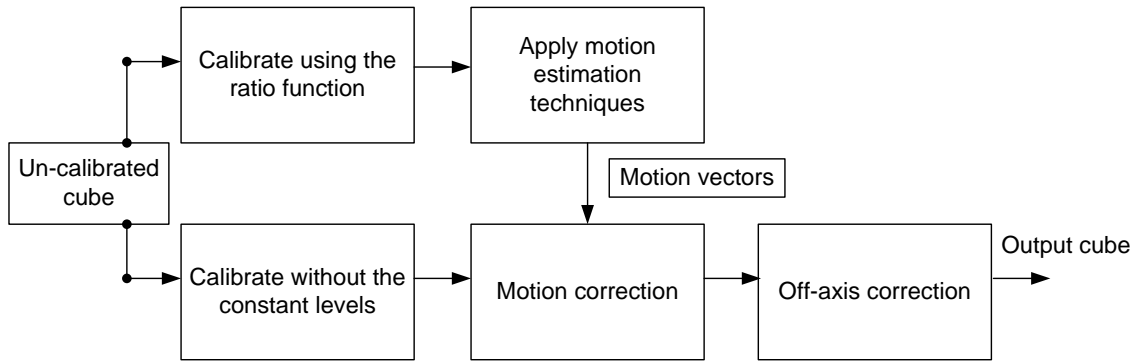 Calibrate using the
ratio function
Apply motion
estimation
techniques
Un-calibrated
cube
Motion vectors
Calibrate without the
constant levels
Motion correction
Off-axis correction
Output cube